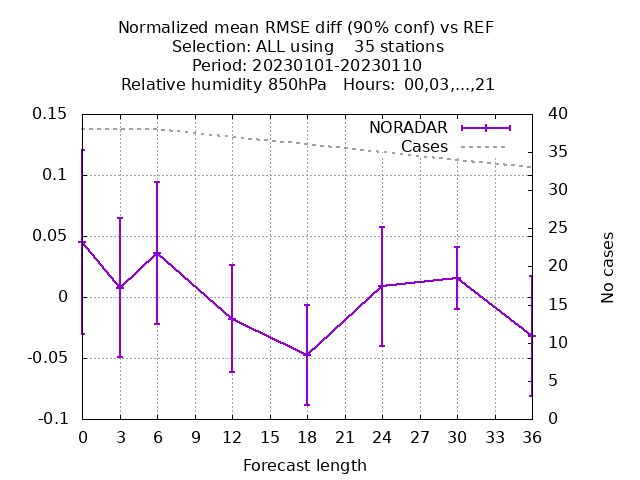 Normalized mean RMSE diff (90% conf) vs REF
Selection: ALL using    35 stations
Period: 20230101-20230110
Relative humidity 850hPa   Hours:  00,03,...,21
0.15
0.1
0.05
0
-0.05
-0.1
NORADAR
Cases
40
35
30
25
20
15
10
5
0
No cases
0 3 6 9 12 15 18 21 24 27 30 33 36
Forecast length